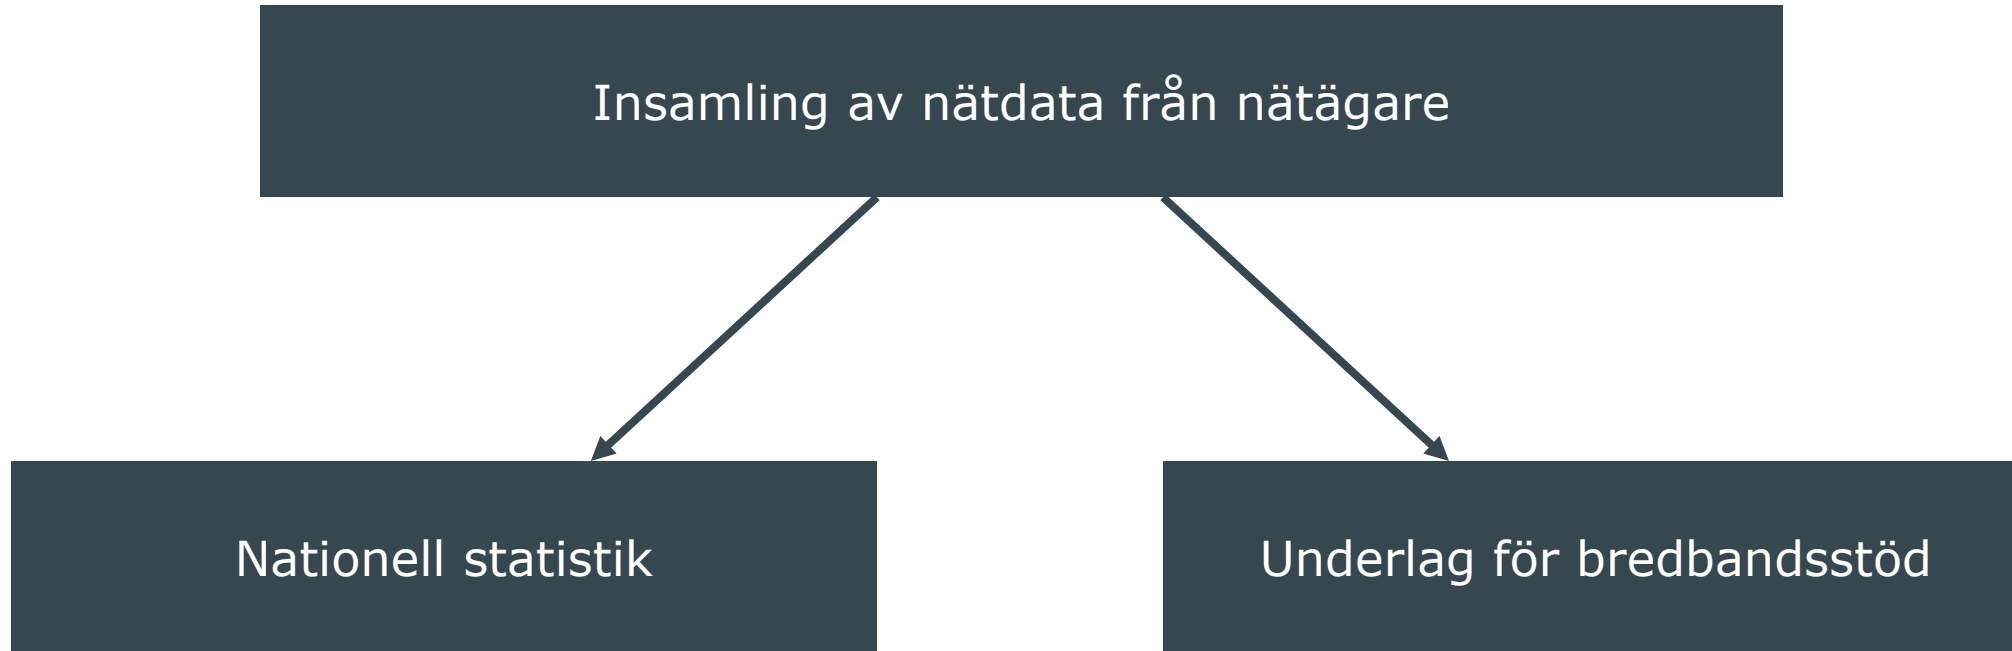 Insamling av nätdata från nätägare
Nationell statistik
Underlag för bredbandsstöd